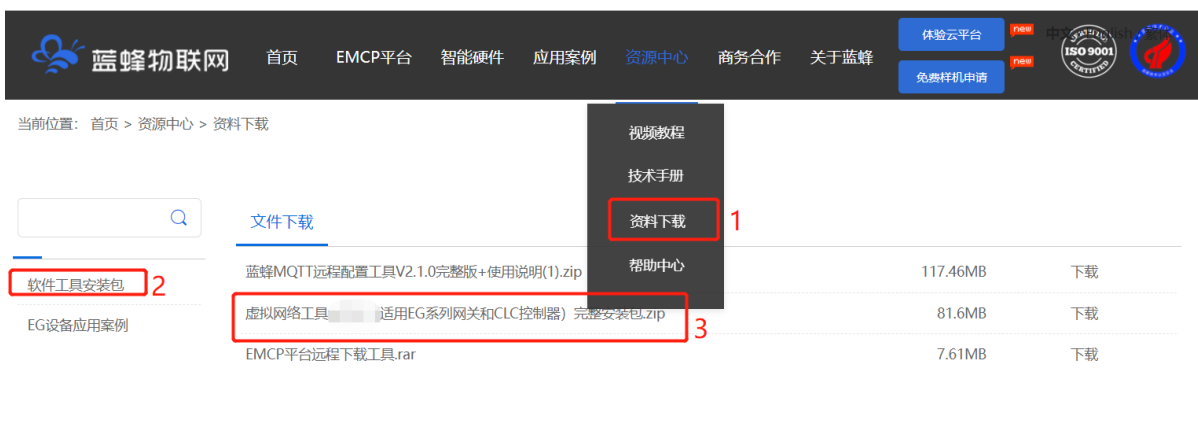 蓝蜂物联网
首页 EMCP平台 智能硬件 应用案例 资源中心 商务合作 关于蓝蜂
体验云平台
new
免费样机申请
new
ISO 9001
CERTIFIED
当前位置: 首页 > 资源中心 > 资料下载
视频教程
技术手册
资料下载
1
帮助中心
文件下载
软件工具安装包
2
EG设备应用案例
蓝蜂MQTT远程配置工具V2.1.0完整版+使用说明(1).zip 117.46MB 下载
虚拟网络工具 适用EG系列网关和CLC控制器）完整安装包.zip 81.6MB 下载
3
EMCP平台远程下载工具.rar 7.61MB 下载